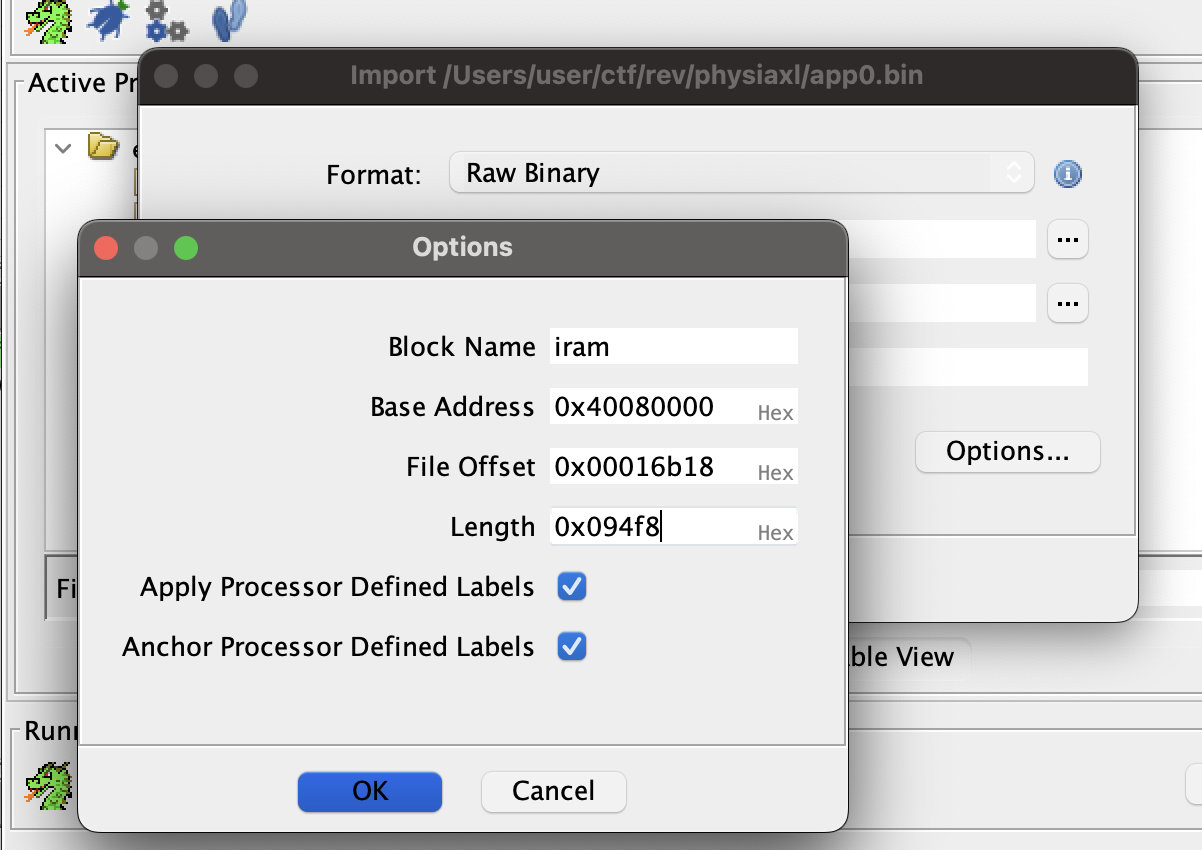 Active Pr
Import /Users/user/ctf/rev/physiaxl/app0.bin
Format: Raw Binary
...
...
Options...
Options
Block Name iram
Base Address 0x40080000 Hex
File Offset 0x00016b18 Hex
Length 0x094f8 Hex
Apply Processor Defined Labels
Anchor Processor Defined Labels
OK Cancel
Fi
ble View
Runn